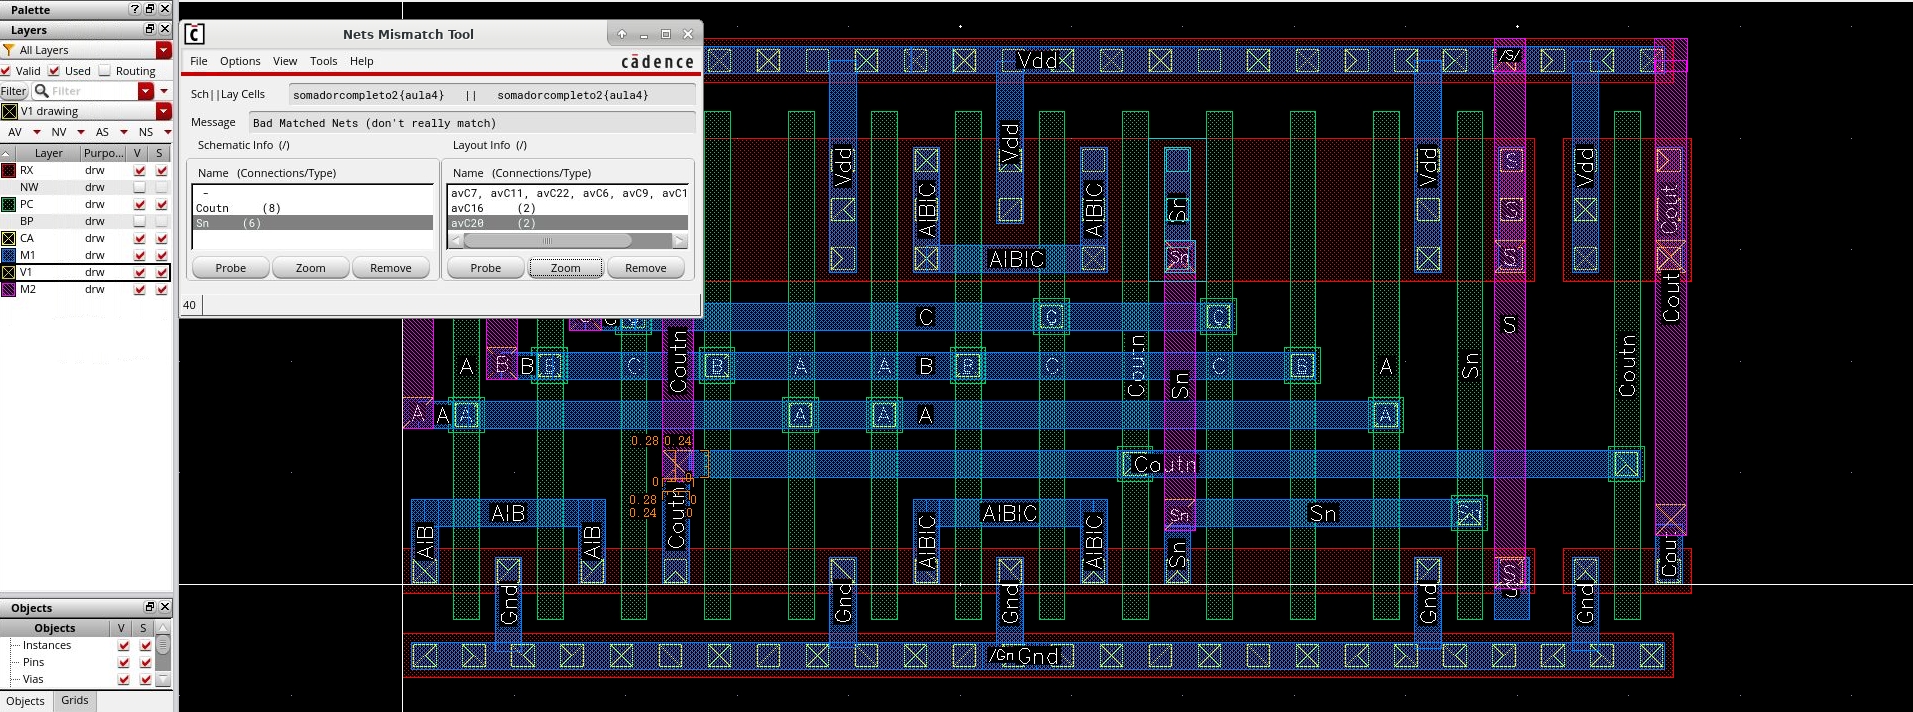 Palette
Layers
All Layers
Valid Used Routing
Filter Filter
V1 drawing
AV NV AS NS
Layer Purpo... V S
RX drw
NW drw
PC drw
BP drw
CA drw
M1 drw
V1 drw
M2 drw
Objects
Objects V S
Instances
Pins
Vias
Objects Grids
Nets Mismatch Tool
File Options View Tools Help
cādence
Sch||Lay Cells somadorcompleto2{aula4} || somadorcompleto2{aula4}
Message Bad Matched Nets (don't really match)
Schematic Info (/) Layout Info (/)
Name (Connections/Type) Name (Connections/Type)
- avC7, avC11, avC22, avC6, avC9, avC1
Coutn (8) avC16 (2)
Sn (6) avC20 (2)
Probe Zoom Remove Probe Zoom Remove
40
Vdd /S/
Vdd Vdd Vdd Vdd
AIBIC AIBIC Sn S S Cout
AIBIC Sn S
C C C C Coutn Cout S
A B B B C B A A B B C Coutn Sn C B A Sn Coutn
A A A A A A A
0.28 0.24
Coutn
0 0
0.28 0
0.24 0
AIB AIBIC Sn Sn Sn
AIB AIB Coutn AIBIC AIBIC Sn Cout
Gnd Gnd Gnd Gnd S Gnd
/Gn Gnd